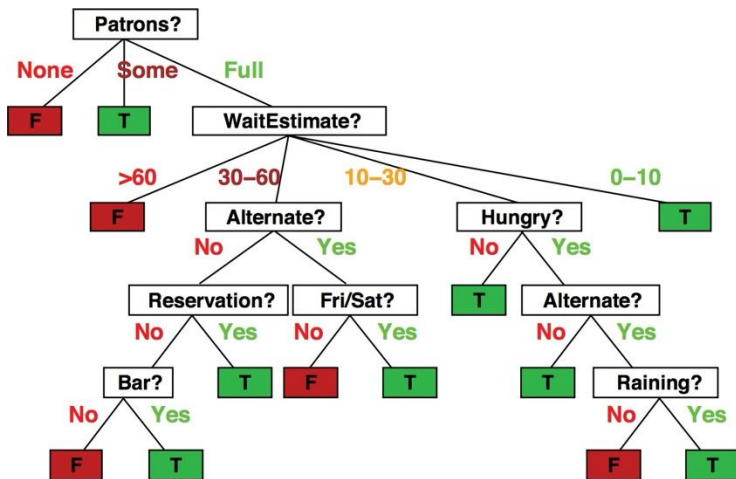 Patrons?
None Some Full
F T WaitEstimate?
>60 30–60 10–30 0–10
F Alternate? Hungry? T
No Yes No Yes
Reservation? Fri/Sat? T Alternate?
No Yes No Yes No Yes
Bar? T F T T Raining?
No Yes No Yes
F T F T